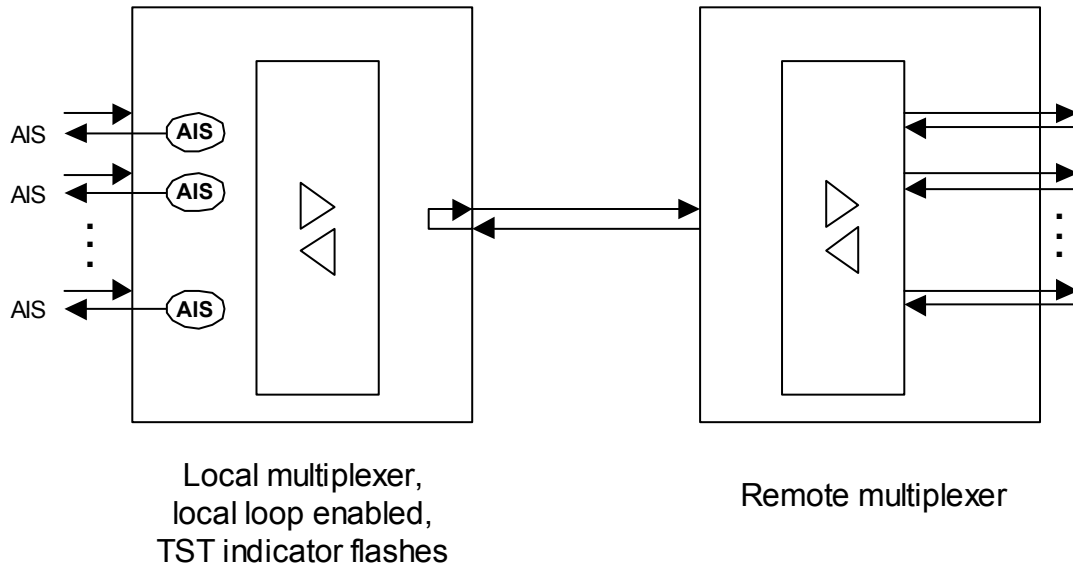 AIS
AIS
AIS
AIS
AIS
AIS
Local multiplexer,
local loop enabled,
TST indicator flashes
Remote multiplexer